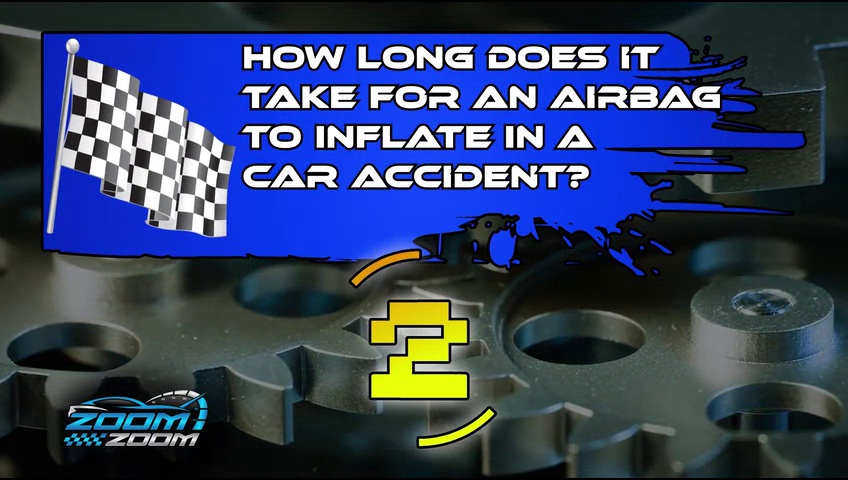 HOW LONG DOES IT
TAKE FOR AN AIRBAG
TO INFLATE IN A
CAR ACCIDENT?
2
ZOOM
ZOOM